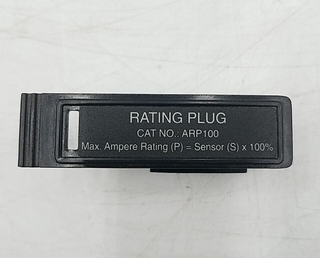 RATING PLUG
CAT NO.: ARP100
Max. Ampere Rating (P) = Sensor (S) x 100%